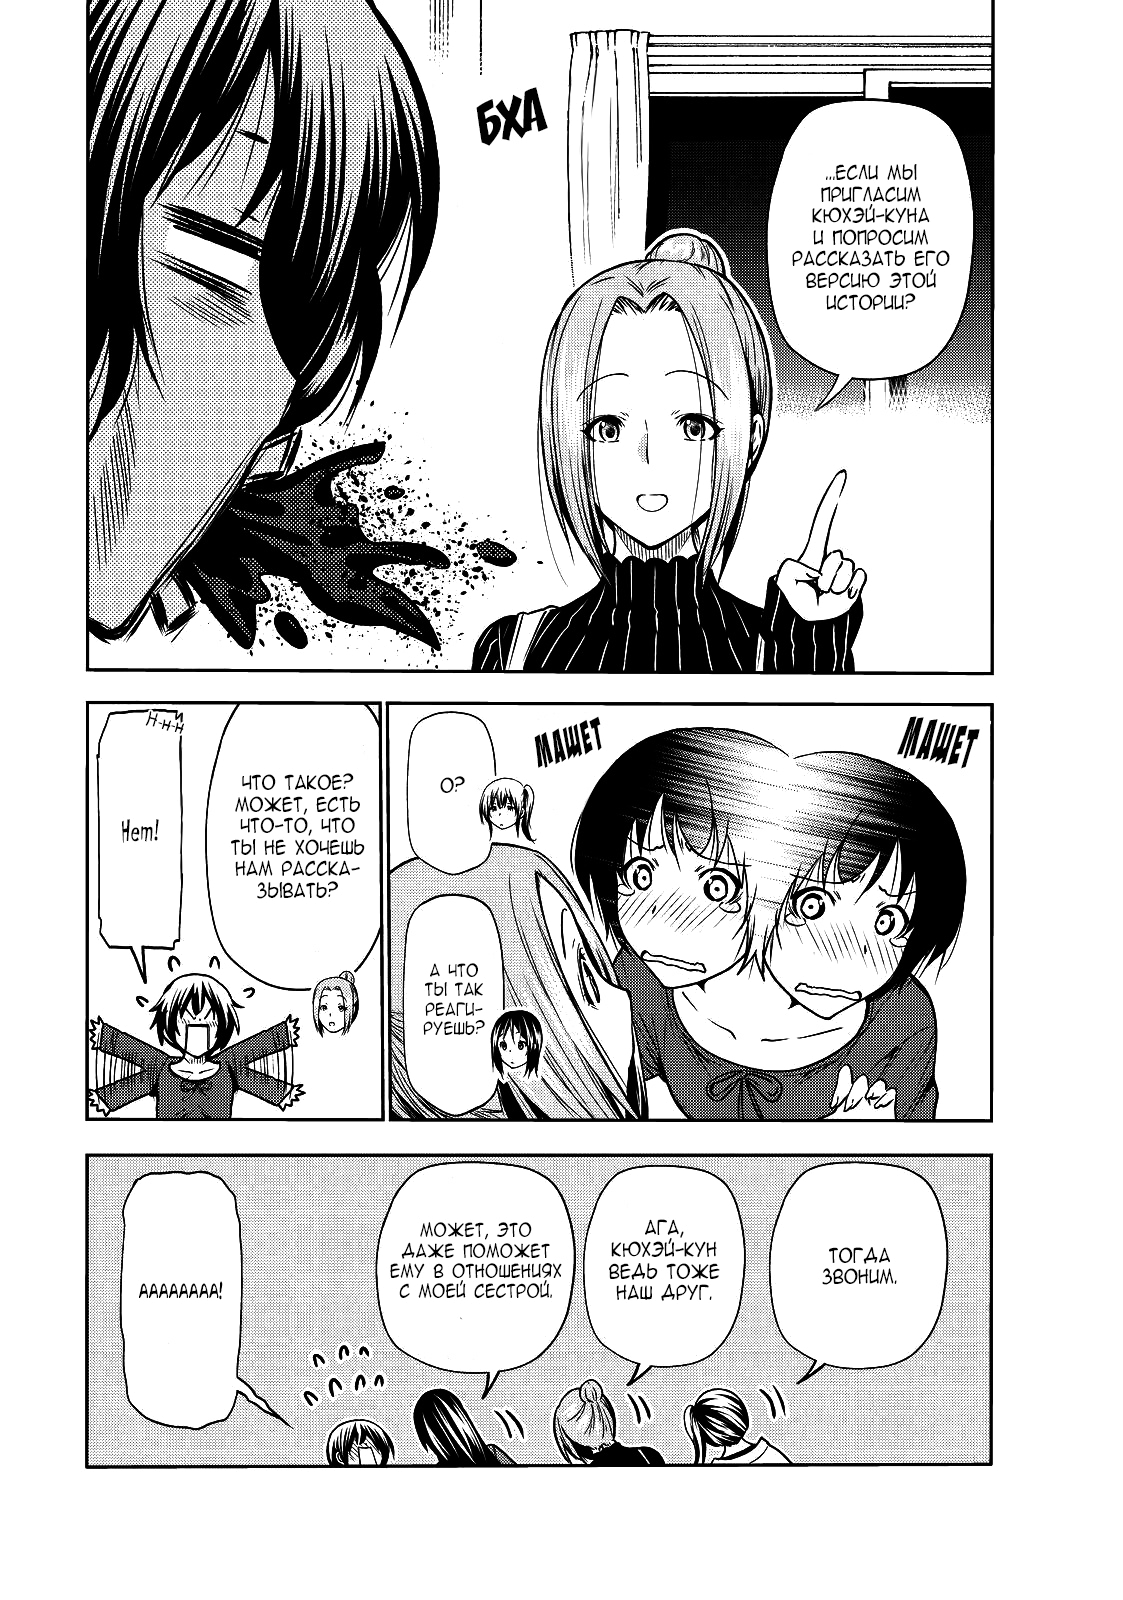 ...ЕСЛИ МЫ
ПРИГЛАСИМ
КЮХЭЙ-КУНА
И ПОПРОСИМ
РАССКАЗАТЬ ЕГО
ВЕРСИЮ ЭТОЙ
ИСТОРИИ?
БХА
МАШЕТ
МАШЕТ
О?
А ЧТО
ТЫ ТАК
РЕАГИ-
РУЕШЬ?
ЧТО ТАКОЕ?
МОЖЕТ, ЕСТЬ
ЧТО-ТО, ЧТО
ТЫ НЕ ХОЧЕШЬ
НАМ РАССКА-
ЗЫВАТЬ?
Н-Н-Н
Нет!
ТОГДА
ЗВОНИМ.
АГА,
КЮХЭЙ-КУН
ВЕДЬ ТОЖЕ
НАШ ДРУГ.
МОЖЕТ, ЭТО
ДАЖЕ ПОМОЖЕТ
ЕМУ В ОТНОШЕНИЯХ
С МОЕЙ СЕСТРОЙ.
АААААААА!